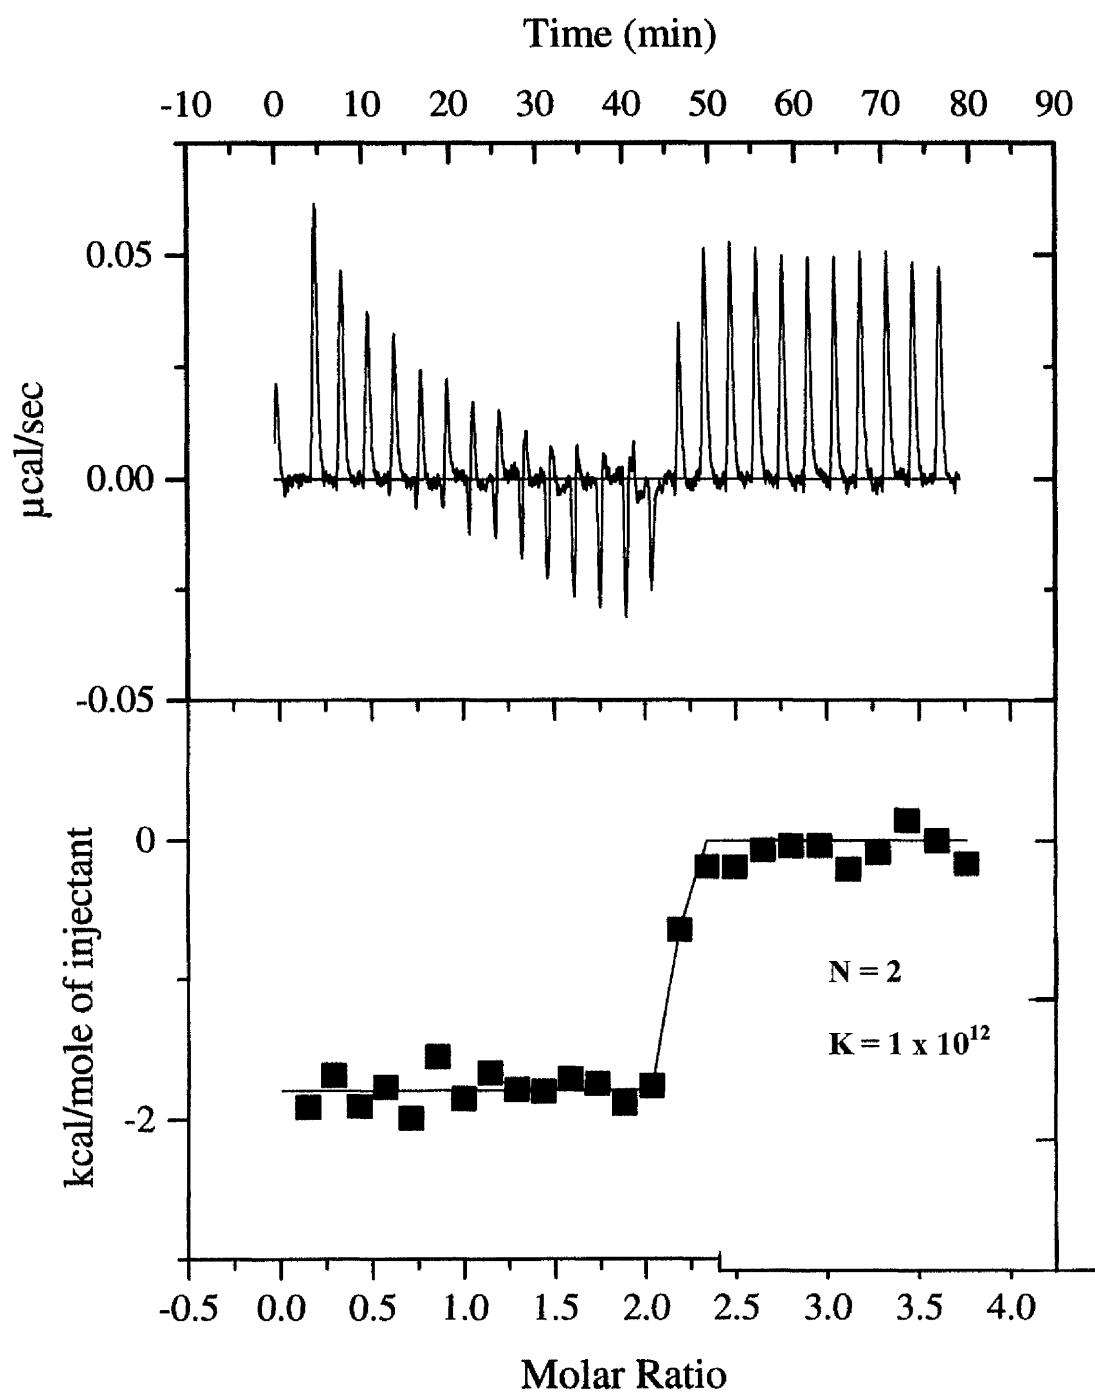 Time (min)
-10 0 10 20 30 40 50 60 70 80 90
0.05
0.00
-0.05
µcal/sec
0
-2
kcal/mole of injectant
N = 2
K = 1 x 10¹²
-0.5 0.0 0.5 1.0 1.5 2.0 2.5 3.0 3.5 4.0
Molar Ratio